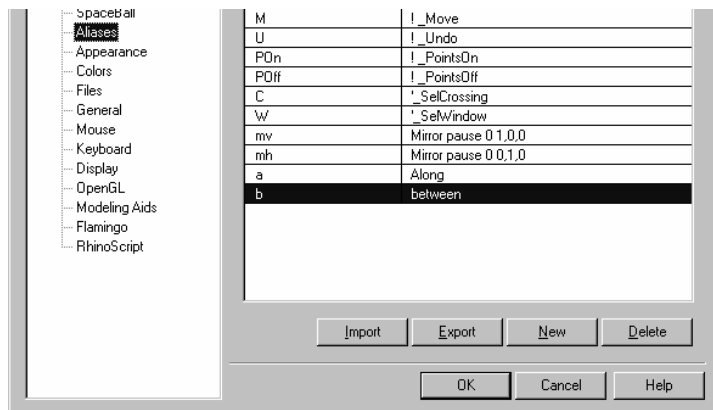 SpaceBall
Aliases
Appearance
Colors
Files
General
Mouse
Keyboard
Display
OpenGL
Modeling Aids
Flamingo
RhinoScript
M !_Move
U !_Undo
POn !_PointsOn
POff !_PointsOff
C '_SelCrossing
W '_SelWindow
mv Mirror pause 0 1,0,0
mh Mirror pause 0 0,1,0
a Along
b between
Import Export New Delete
OK Cancel Help